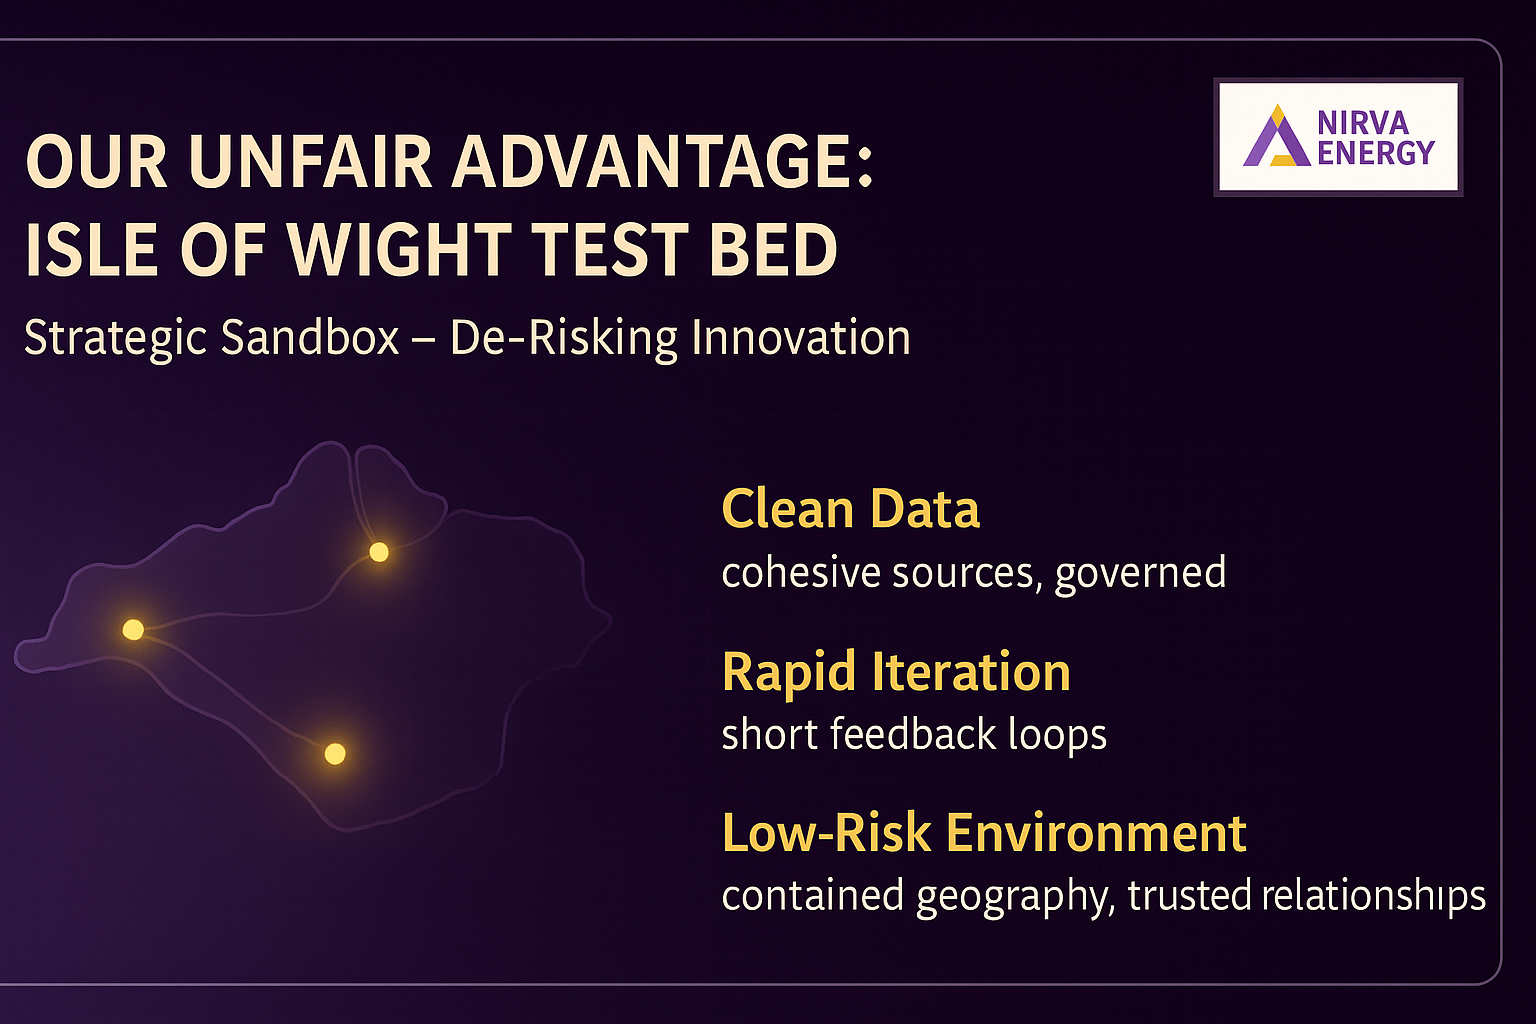 OUR UNFAIR ADVANTAGE:
ISLE OF WIGHT TEST BED
Strategic Sandbox – De-Risking Innovation
NIRVA
ENERGY
Clean Data
cohesive sources, governed
Rapid Iteration
short feedback loops
Low-Risk Environment
contained geography, trusted relationships